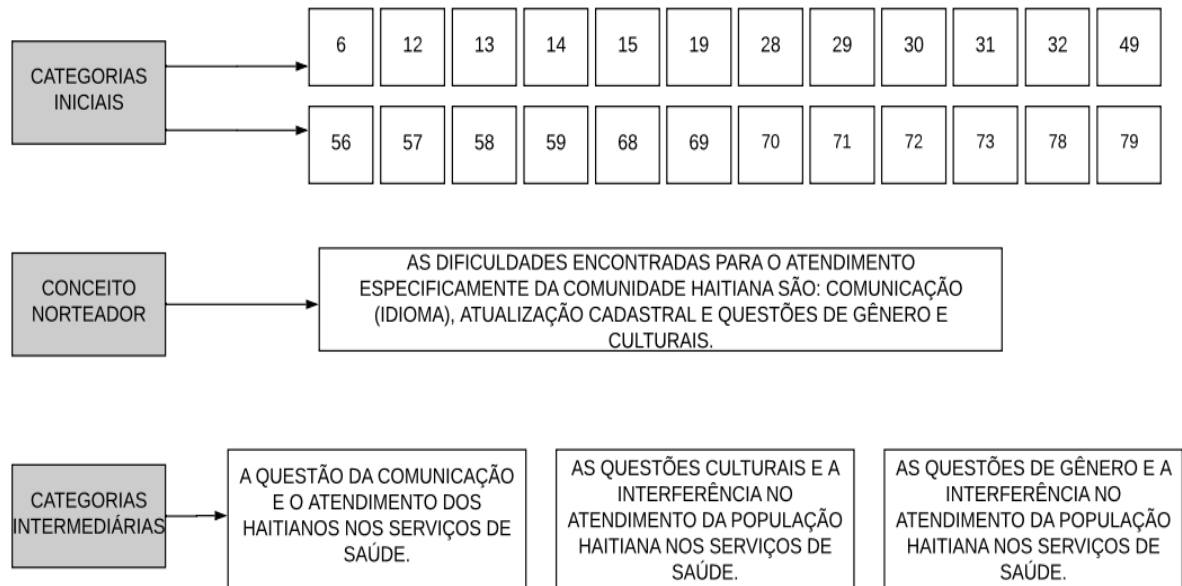 CATEGORIAS
INICIAIS
6 12 13 14 15 19 28 29 30 31 32 49
56 57 58 59 68 69 70 71 72 73 78 79
CONCEITO
NORTEADOR
AS DIFICULDADES ENCONTRADAS PARA O ATENDIMENTO
ESPECIFICAMENTE DA COMUNIDADE HAITIANA SÃO: COMUNICAÇÃO
(IDIOMA), ATUALIZAÇÃO CADASTRAL E QUESTÕES DE GÊNERO E
CULTURAIS.
CATEGORIAS
INTERMEDIÁRIAS
A QUESTÃO DA COMUNICAÇÃO
E O ATENDIMENTO DOS
HAITIANOS NOS SERVIÇOS DE
SAÚDE.
AS QUESTÕES CULTURAIS E A
INTERFERÊNCIA NO
ATENDIMENTO DA POPULAÇÃO
HAITIANA NOS SERVIÇOS DE
SAÚDE.
AS QUESTÕES DE GÊNERO E A
INTERFERÊNCIA NO
ATENDIMENTO DA POPULAÇÃO
HAITIANA NOS SERVIÇOS DE
SAÚDE.